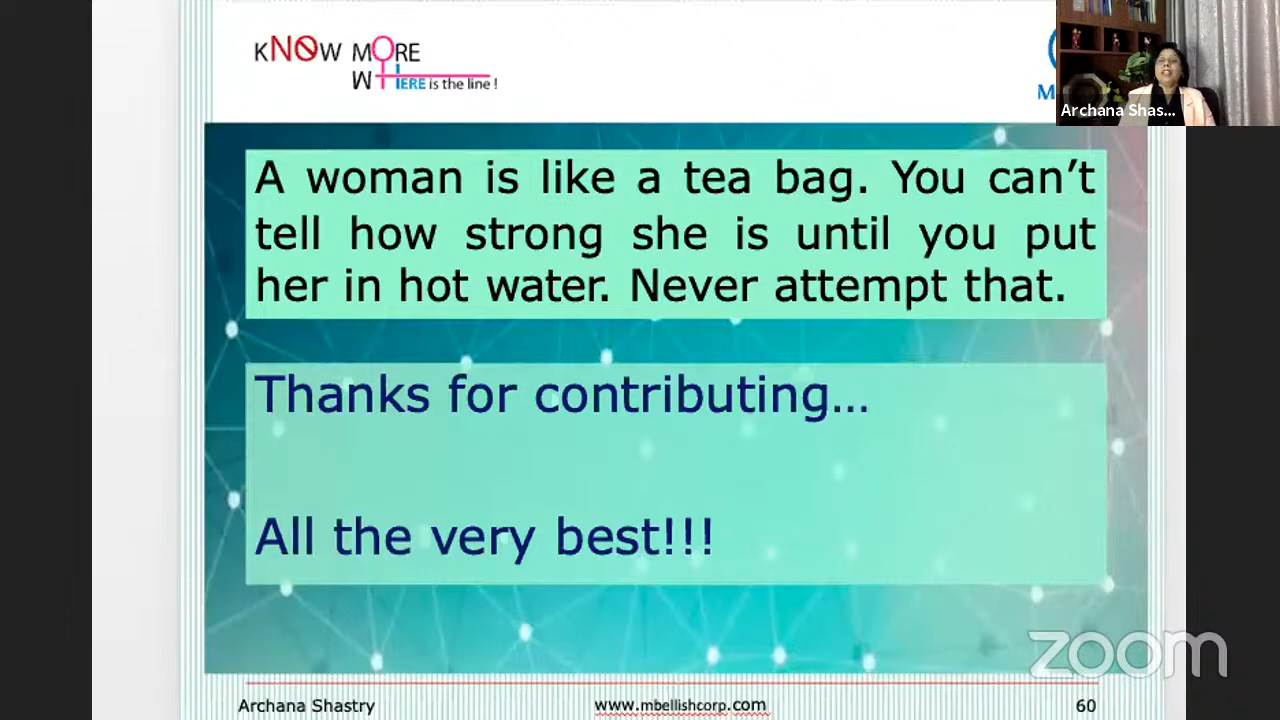 KNOW MORE
WHERE is the line !
Archana Shas...
A woman is like a tea bag. You can’t
tell how strong she is until you put
her in hot water. Never attempt that.
Thanks for contributing...
All the very best!!!
zoom
Archana Shastry
www.mbellishcorp.com
60